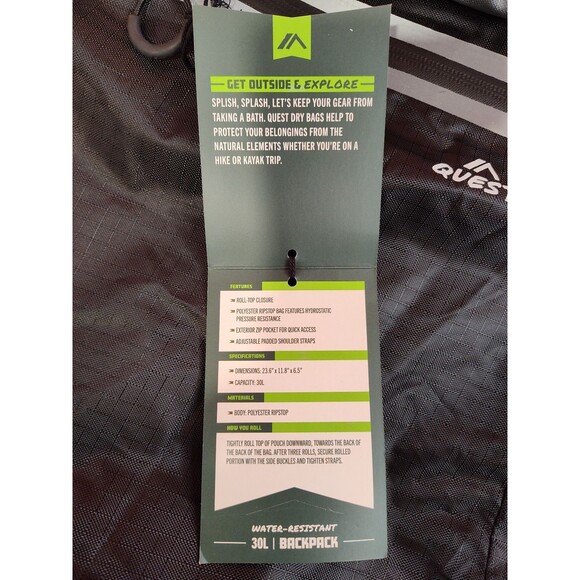 GET OUTSIDE & EXPLORE
SPLISH, SPLASH, LET'S KEEP YOUR GEAR FROM
TAKING A BATH. QUEST DRY BAGS HELP TO
PROTECT YOUR BELONGINGS FROM THE
NATURAL ELEMENTS WHETHER YOU'RE ON A
HIKE OR KAYAK TRIP.
QUEST
FEATURES
ROLL-TOP CLOSURE
POLYESTER RIPSTOP BAG FEATURES HYDROSTATIC
PRESSURE RESISTANCE
EXTERIOR ZIP POCKET FOR QUICK ACCESS
ADJUSTABLE PADDED SHOULDER STRAPS
SPECIFICATIONS
DIMENSIONS: 23.6" x 11.8" x 6.5"
CAPACITY: 30L
MATERIALS
BODY: POLYESTER RIPSTOP
HOW YOU ROLL
TIGHTLY ROLL TOP OF POUCH DOWNWARD, TOWARDS THE BACK OF
THE BACK OF THE BAG. AFTER THREE ROLLS, SECURE ROLLED
PORTION WITH THE SIDE BUCKLES AND TIGHTEN STRAPS.
WATER-RESISTANT
30L | BACKPACK